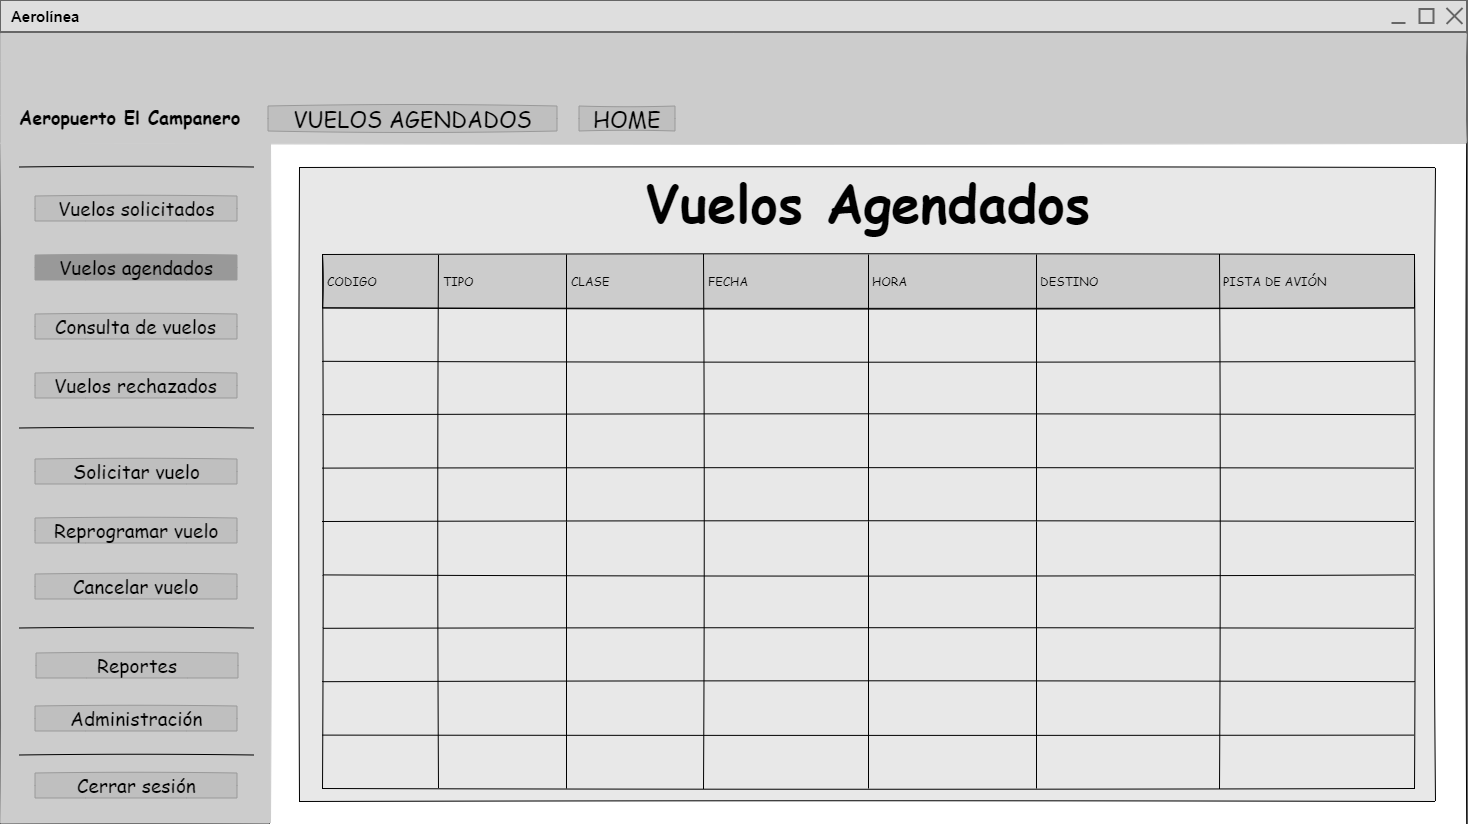 Aerolínea
Aeropuerto El Campanero
VUELOS AGENDADOS
HOME
Vuelos solicitados
Vuelos agendados
Consulta de vuelos
Vuelos rechazados
Solicitar vuelo
Reprogramar vuelo
Cancelar vuelo
Reportes
Administración
Cerrar sesión
Vuelos Agendados
CODIGO TIPO CLASE FECHA HORA DESTINO PISTA DE AVIÓN